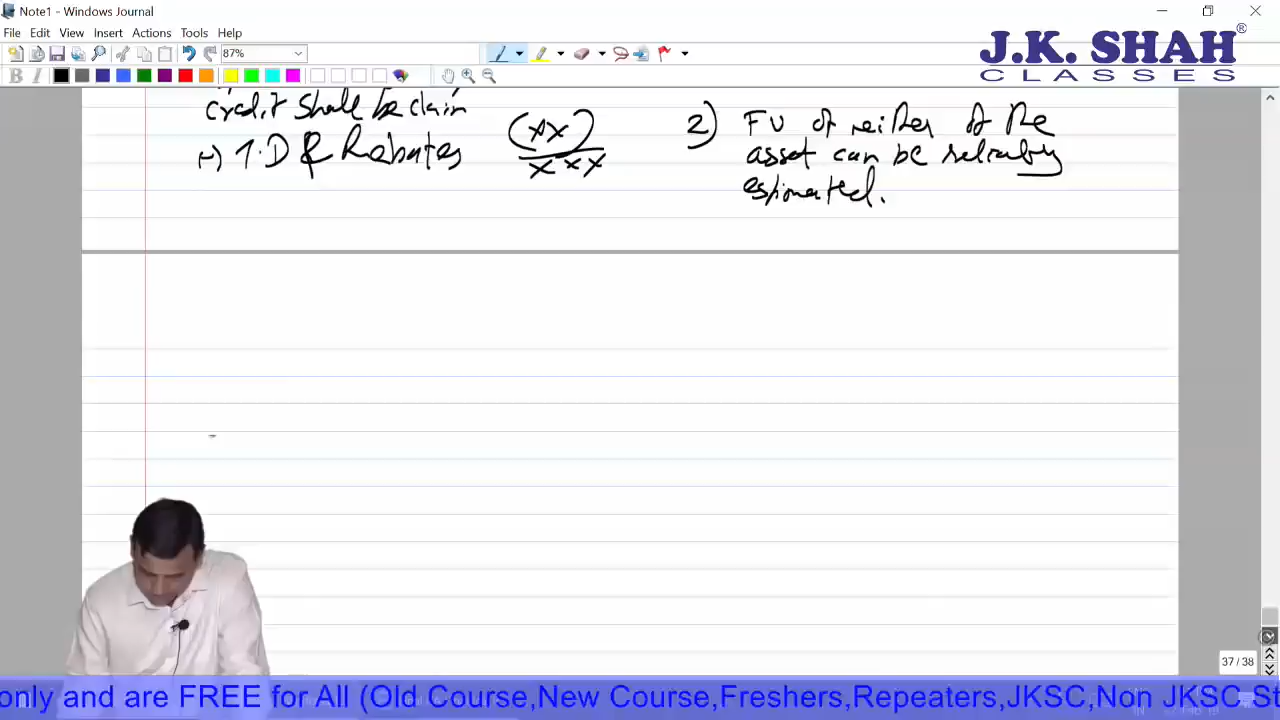 Note1 - Windows Journal
File Edit View Insert Actions Tools Help
87%
B I
J.K. SHAH®
CLASSES
credit shall be claim
(-) T.D & Rebates (xx)
xxxx
2) FV of neither of the
asset can be reliably
estimated.
37 / 38
only and are FREE for All (Old Course,New Course,Freshers,Repeaters,JKSC,Non JKSC St